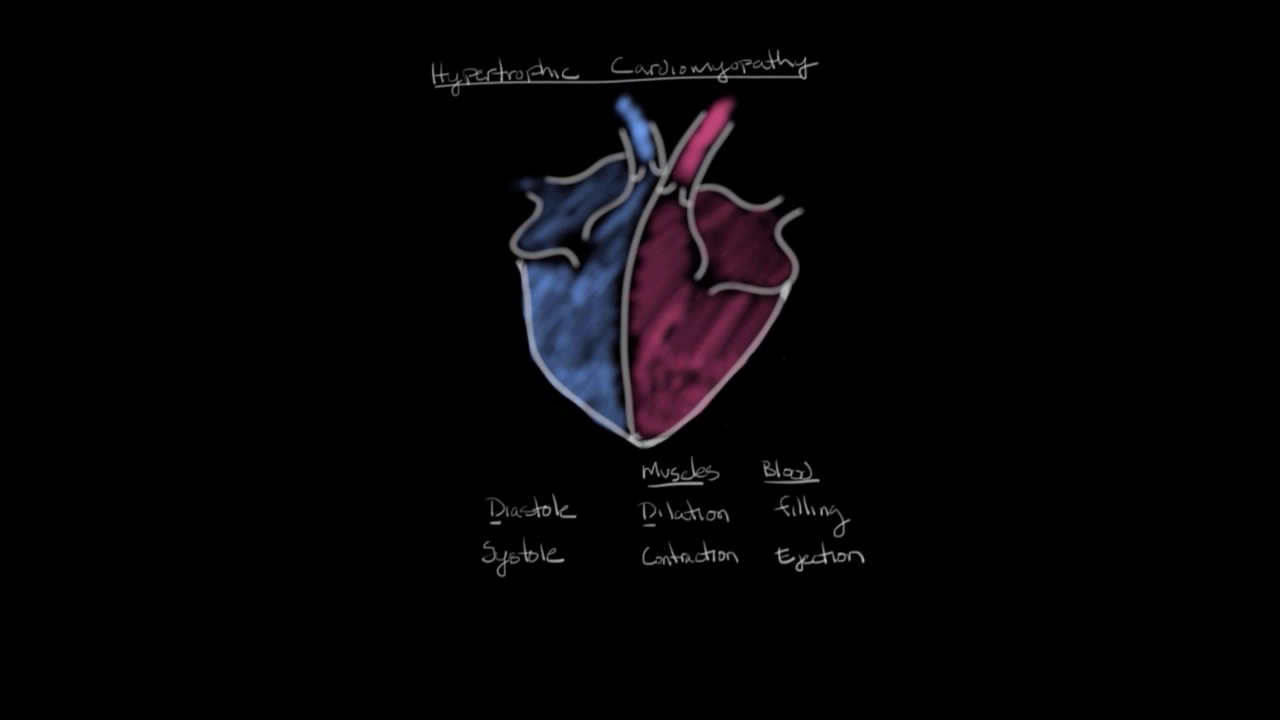 Hypertrophic Cardiomyopathy
Muscles Blood
Diastole Dilation filling
Systole Contraction Ejection